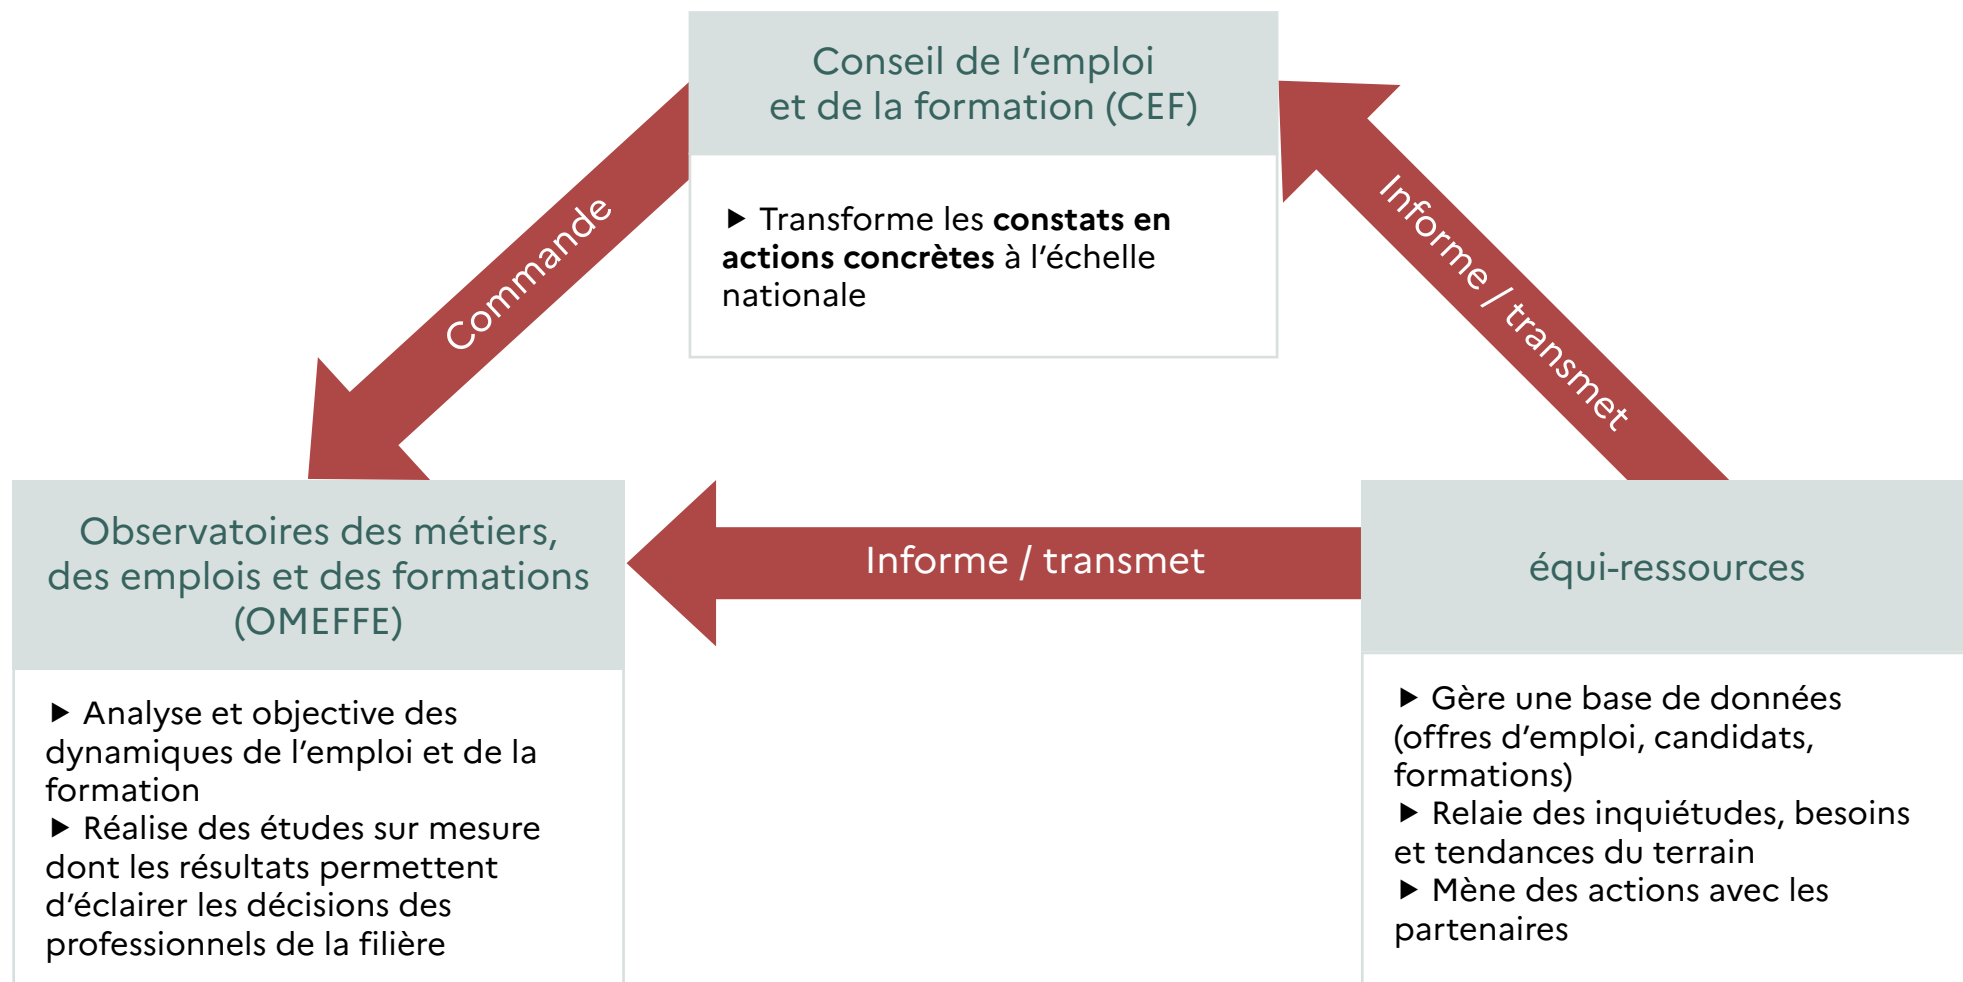 Conseil de l’emploi
et de la formation (CEF)
▶ Transforme les constats en
actions concrètes à l’échelle
nationale
Commande
Informe / transmet
Informe / transmet
Observatoires des métiers,
des emplois et des formations
(OMEFFE)
▶ Analyse et objective des
dynamiques de l’emploi et de la
formation
▶ Réalise des études sur mesure
dont les résultats permettent
d’éclairer les décisions des
professionnels de la filière
équi-ressources
▶ Gère une base de données
(offres d’emploi, candidats,
formations)
▶ Relaie des inquiétudes, besoins
et tendances du terrain
▶ Mène des actions avec les
partenaires